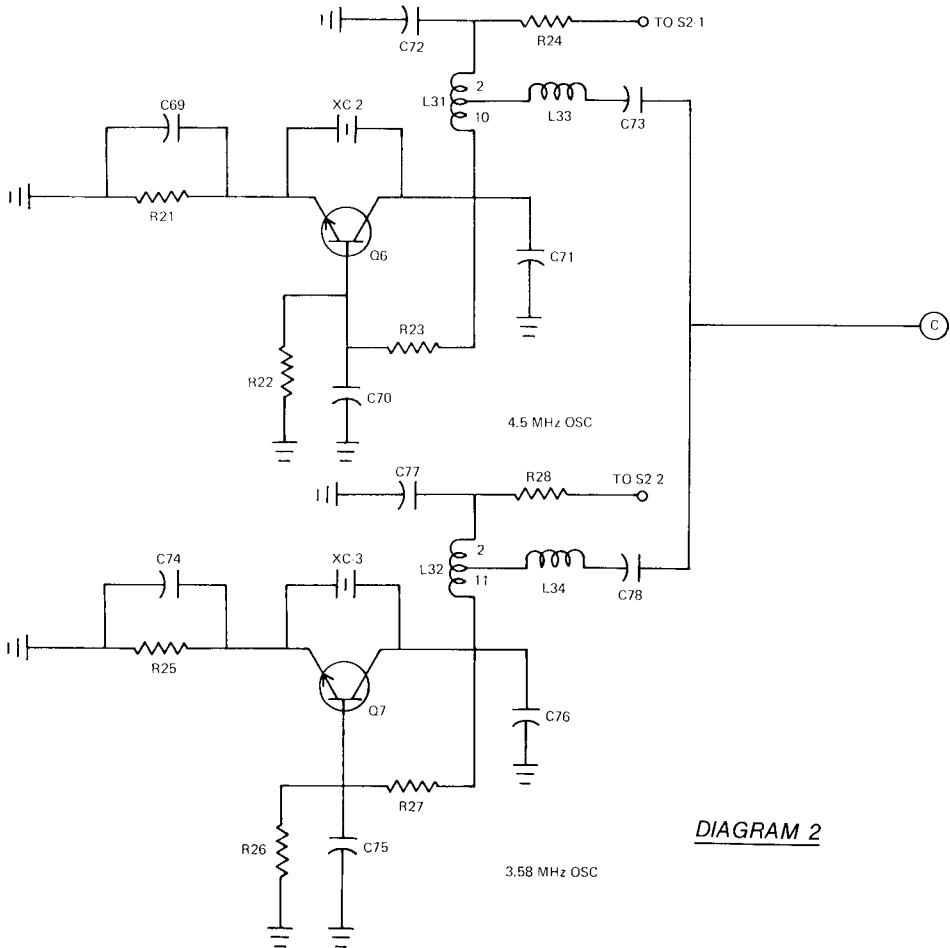 C72
R24
TO S2-1
L31
2
10
L33
C73
C69
XC-2
R21
Q6
C71
R23
R22
C70
C
4.5 MHz OSC
C77
R28
TO S2-2
L32
2
11
L34
C78
C74
XC-3
R25
Q7
C76
R27
R26
C75
DIAGRAM 2
3.58 MHz OSC